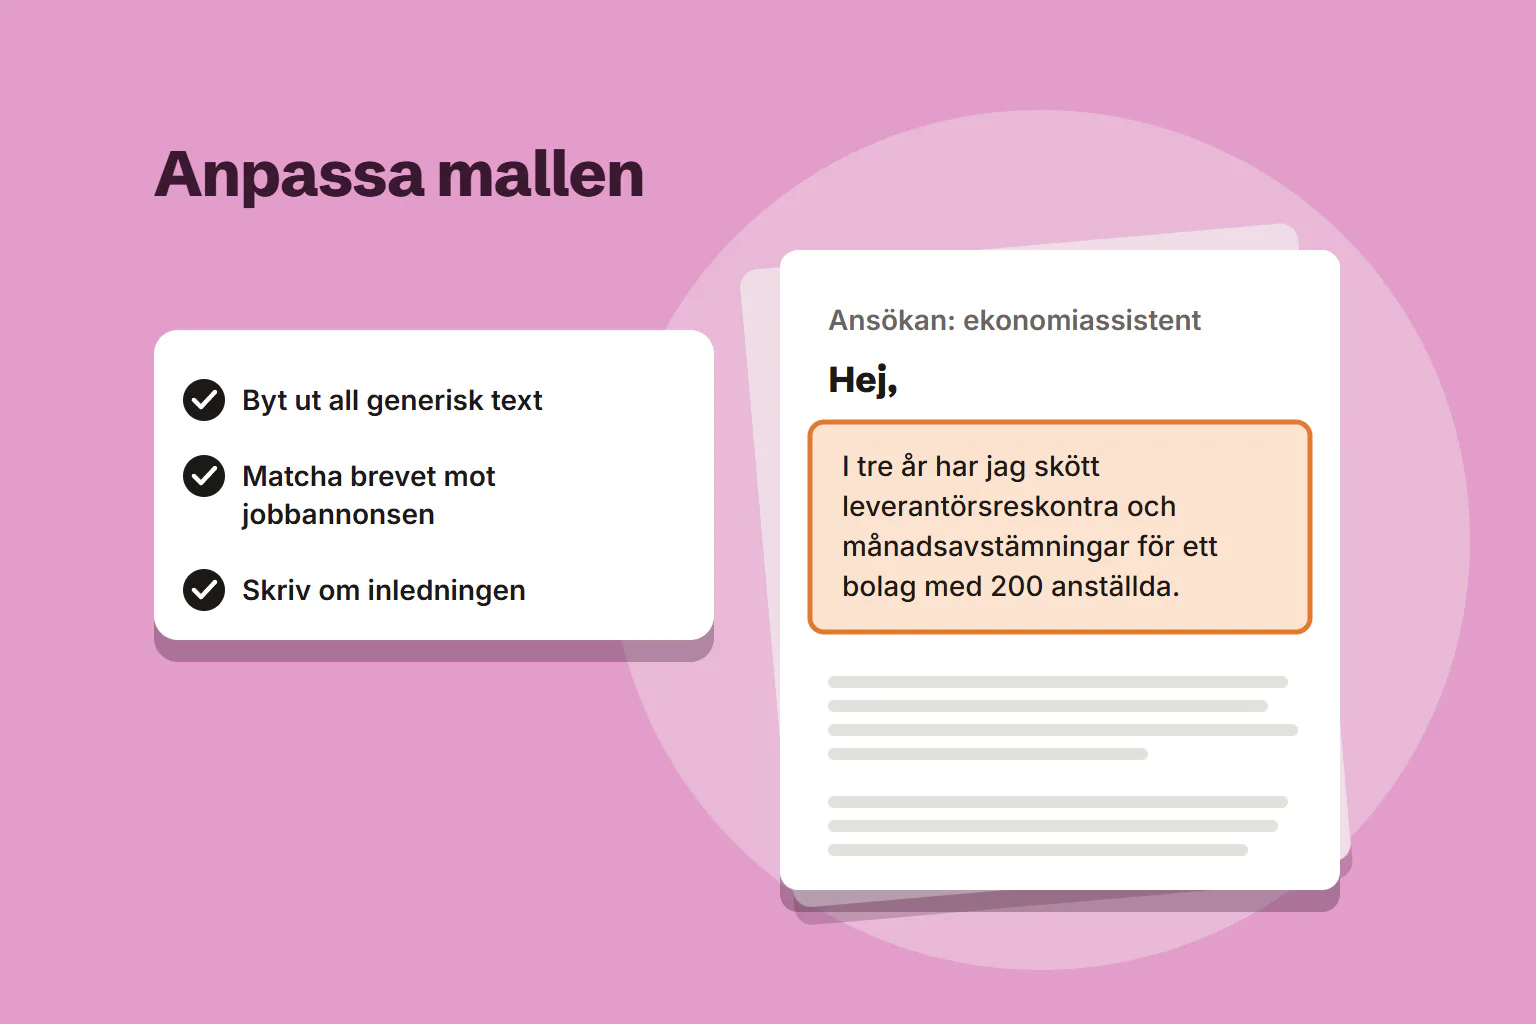 Anpassa mallen
Byt ut all generisk text
Matcha brevet mot
jobbannonsen
Skriv om inledningen
Ansökan: ekonomiassistent
Hej,
I tre år har jag skött
leverantörsreskontra och
månadsavstämningar för ett
bolag med 200 anställda.